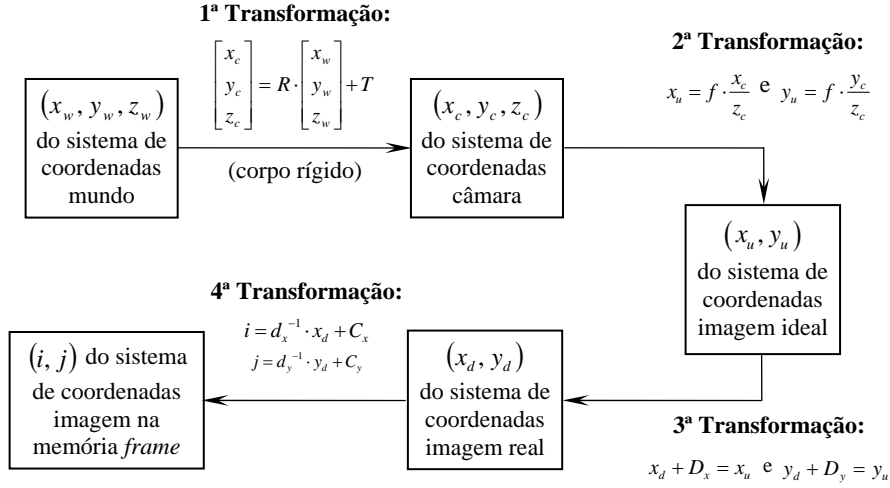 1ª Transformação:
[x_c y_c z_c] = R · [x_w y_w z_w] + T
(corpo rígido)
(x_w, y_w, z_w)
do sistema de
coordenadas
mundo
(x_c, y_c, z_c)
do sistema de
coordenadas
câmara
2ª Transformação:
x_u = f · x_c / z_c e y_u = f · y_c / z_c
(x_u, y_u)
do sistema de
coordenadas
imagem ideal
3ª Transformação:
x_d + D_x = x_u e y_d + D_y = y_u
(x_d, y_d)
do sistema de
coordenadas
imagem real
4ª Transformação:
i = d_x^{-1} · x_d + C_x
j = d_y^{-1} · y_d + C_y
(i, j) do sistema
de coordenadas
imagem na
memória frame